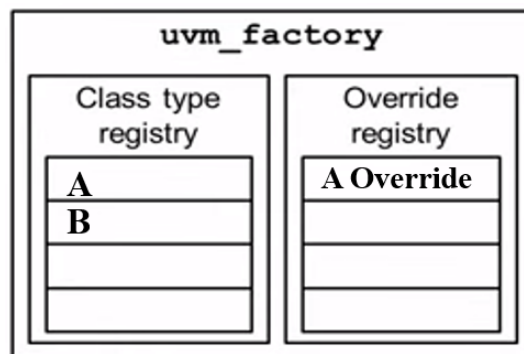 uvm_factory
Class type
registry
A
B
Override
registry
A Override